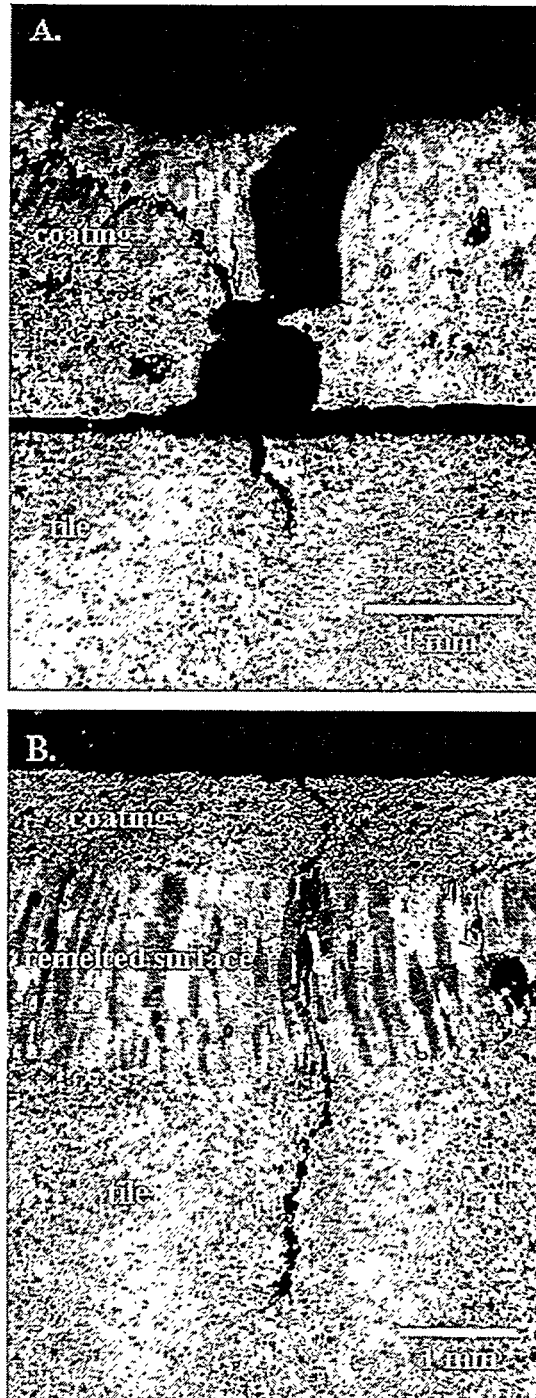 A.
coating
tile
1 mm
B.
coating
remelted surface
tile
1 mm